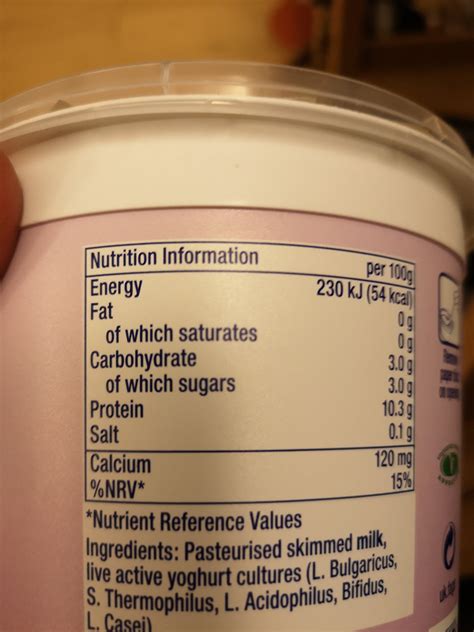 Nutrition Information per 100g
Energy 230 kJ (54 kcal)
Fat 0 g
of which saturates 0 g
Carbohydrate 3.0 g
of which sugars 3.0 g
Protein 10.3 g
Salt 0.1 g
Calcium 120 mg
%NRV* 15%
*Nutrient Reference Values
Ingredients: Pasteurised skimmed milk,
live active yoghurt cultures (L. Bulgaricus,
S. Thermophilus, L. Acidophilus, Bifidus,
L. Casei)